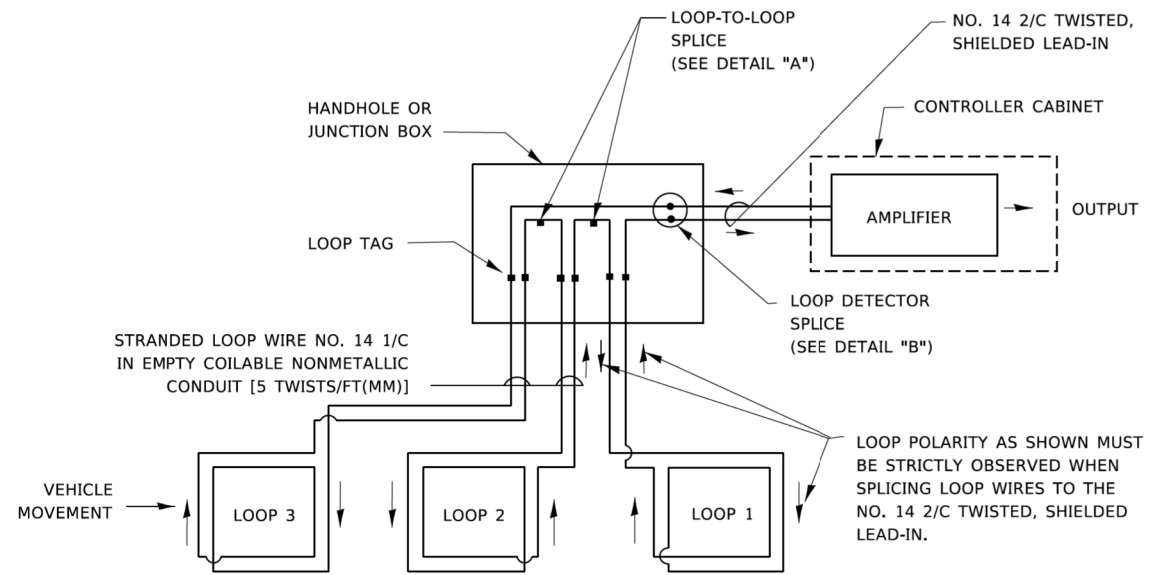 LOOP-TO-LOOP
SPLICE
(SEE DETAIL "A")
NO. 14 2/C TWISTED,
SHIELDED LEAD-IN
HANDHOLE OR
JUNCTION BOX
CONTROLLER CABINET
AMPLIFIER
OUTPUT
LOOP TAG
LOOP DETECTOR
SPLICE
(SEE DETAIL "B")
STRANDED LOOP WIRE NO. 14 1/C
IN EMPTY COILABLE NONMETALLIC
CONDUIT [5 TWISTS/FT(MM)]
LOOP POLARITY AS SHOWN MUST
BE STRICTLY OBSERVED WHEN
SPLICING LOOP WIRES TO THE
NO. 14 2/C TWISTED, SHIELDED
LEAD-IN.
VEHICLE
MOVEMENT
LOOP 3
LOOP 2
LOOP 1